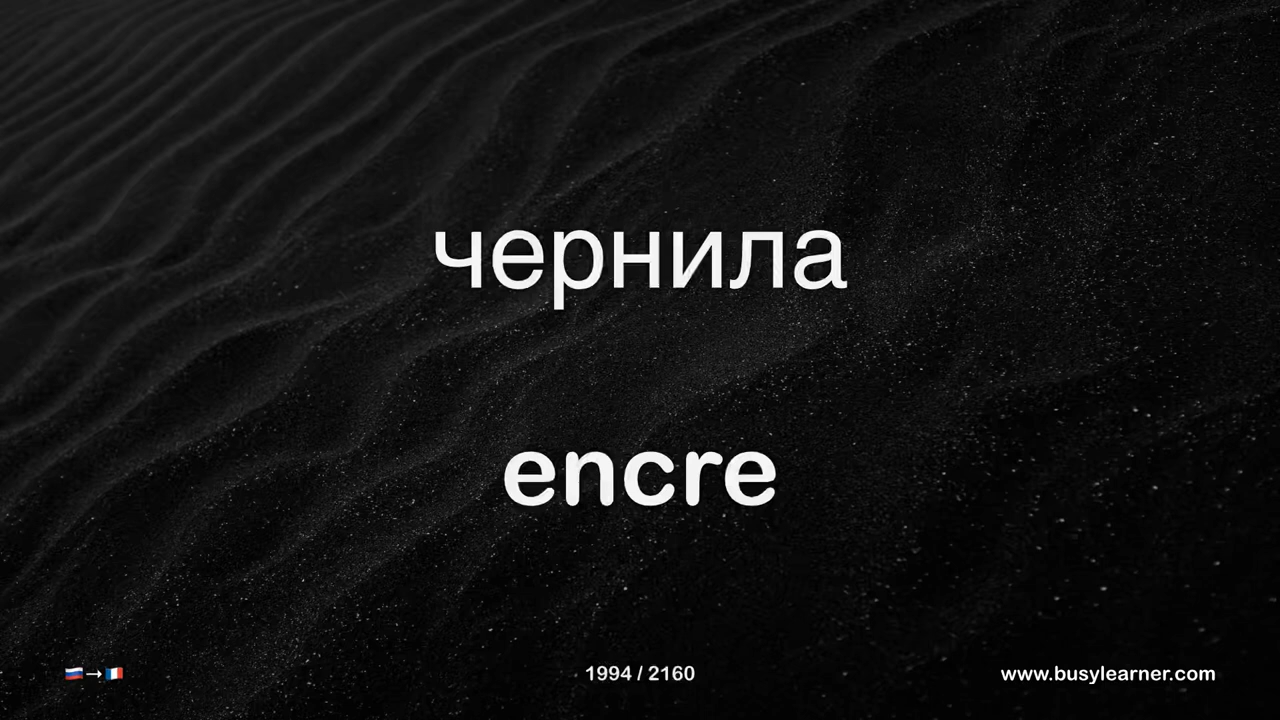 чернила
encre
🇷🇺→🇫🇷
1994 / 2160
www.busylearner.com